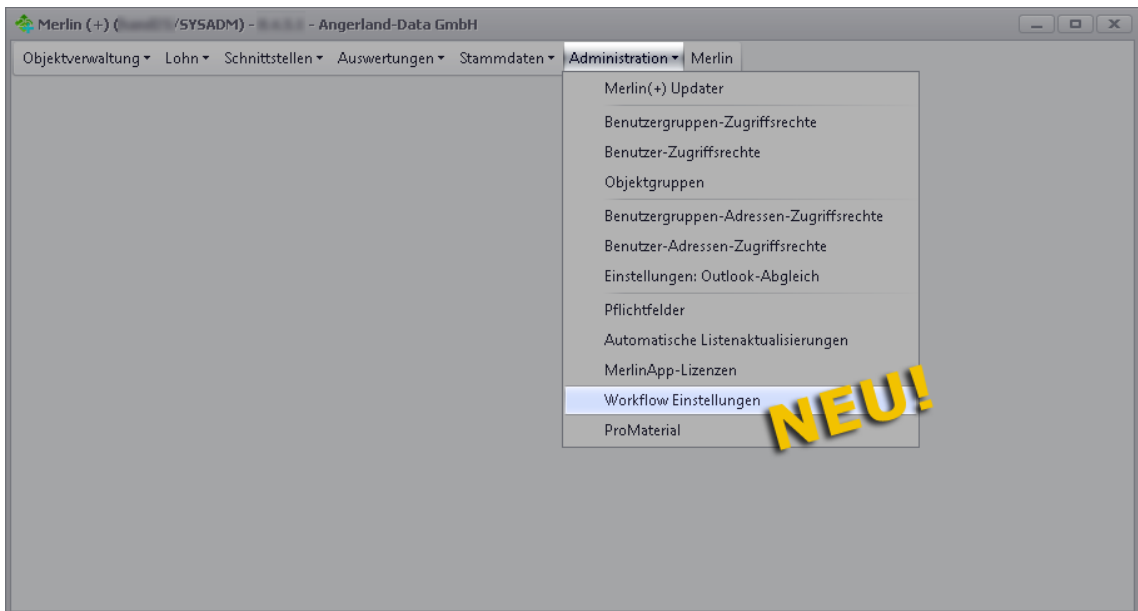 Merlin (+) ( /SYSADM) - - Angerland-Data GmbH
Objektverwaltung Lohn Schnittstellen Auswertungen Stammdaten Administration Merlin
Merlin(+) Updater
Benutzergruppen-Zugriffsrechte
Benutzer-Zugriffsrechte
Objektgruppen
Benutzergruppen-Adressen-Zugriffsrechte
Benutzer-Adressen-Zugriffsrechte
Einstellungen: Outlook-Abgleich
Pflichtfelder
Automatische Listenaktualisierungen
MerlinApp-Lizenzen
Workflow Einstellungen
NEU!
ProMaterial